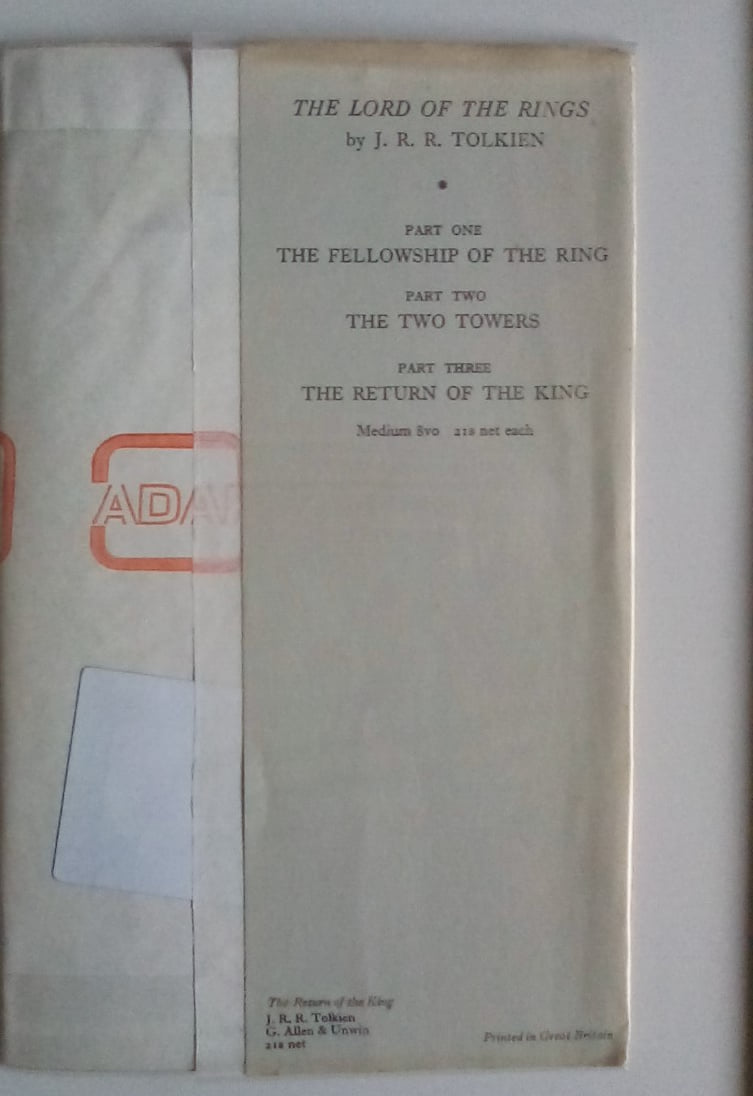 THE LORD OF THE RINGS
by J. R. R. TOLKIEN
PART ONE
THE FELLOWSHIP OF THE RING
PART TWO
THE TWO TOWERS
PART THREE
THE RETURN OF THE KING
Medium 8vo 21s net each
ADA
The Return of the King
J. R. R. Tolkien
G. Allen & Unwin
21s net
Printed in Great Britain